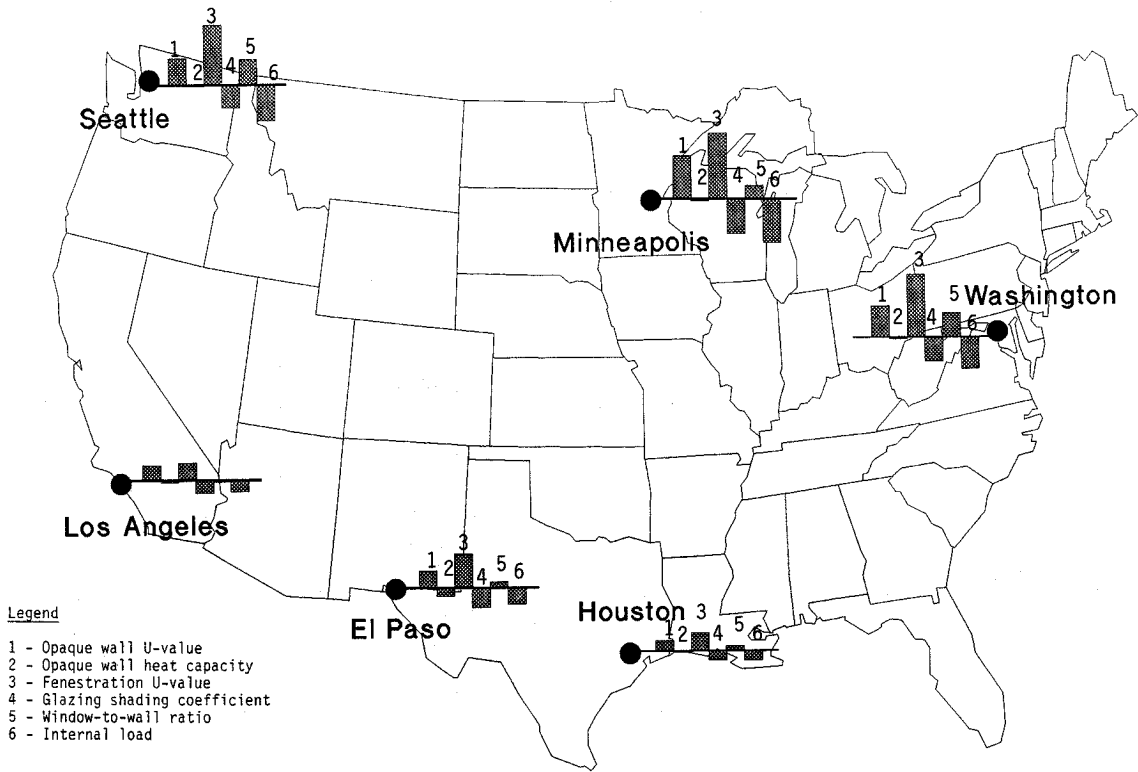 3
1
5
2
4
6
Seattle
3
1
5
2
4
6
Minneapolis
3
1
5
Washington
2
4
6
Los Angeles
3
1
5
2
4
6
El Paso
Houston
3
1
5
2
4
6
Legend
1 - Opaque wall U-value
2 - Opaque wall heat capacity
3 - Fenestration U-value
4 - Glazing shading coefficient
5 - Window-to-wall ratio
6 - Internal load